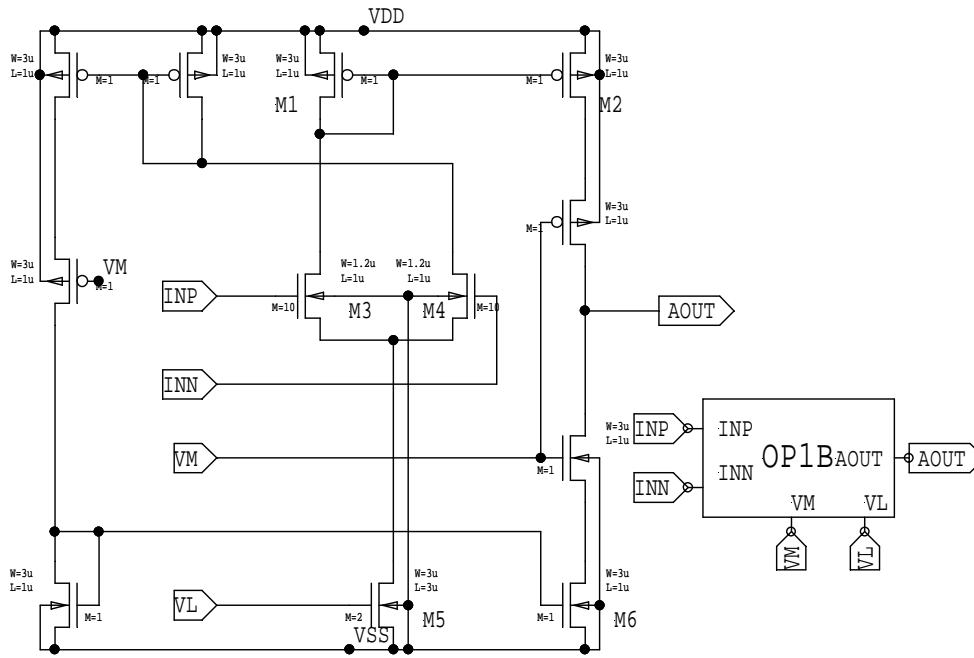 VDD
W=3u
L=1u
M=1
M=1
W=3u
L=1u
W=3u
L=1u
M=1
M1
M=1
W=3u
L=1u
M2
W=3u
L=1u
M=1
W=3u
L=1u
M=1
VM
INP
M=10
W=1.2u
L=1u
M3
W=1.2u
L=1u
M4
M=10
AOUT
INN
VM
M=1
W=3u
L=1u
INP
INN
INP
INN
OP1B
AOUT
VM
VL
AOUT
VM
VL
W=3u
L=1u
M=1
VL
M=2
W=3u
L=3u
M5
VSS
M=1
W=3u
L=1u
M6